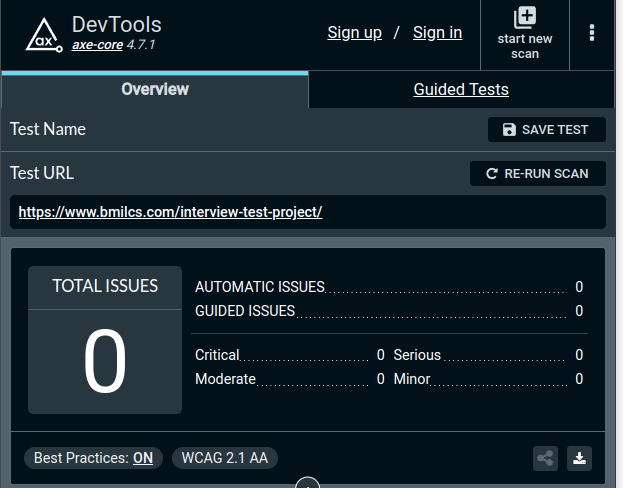 DevTools
ax
axe-core 4.7.1
Sign up / Sign in
start new
scan
Overview
Guided Tests
Test Name
SAVE TEST
Test URL
RE-RUN SCAN
https://www.bmilcs.com/interview-test-project/
TOTAL ISSUES
0
AUTOMATIC ISSUES 0
GUIDED ISSUES 0
Critical 0 Serious 0
Moderate 0 Minor 0
Best Practices: ON
WCAG 2.1 AA